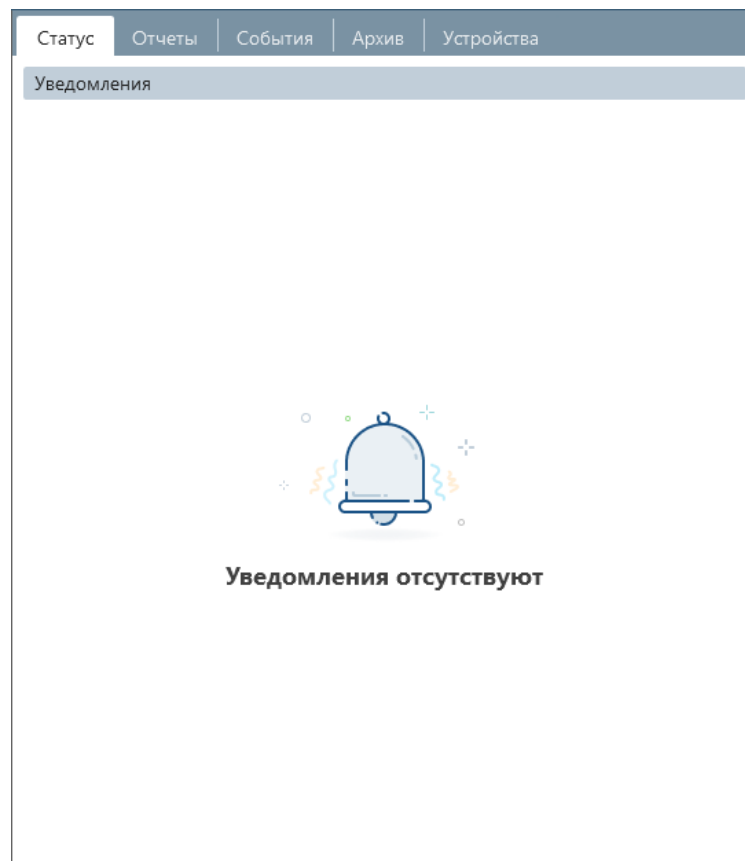 Статус Отчеты События Архив Устройства
Уведомления
Уведомления отсутствуют